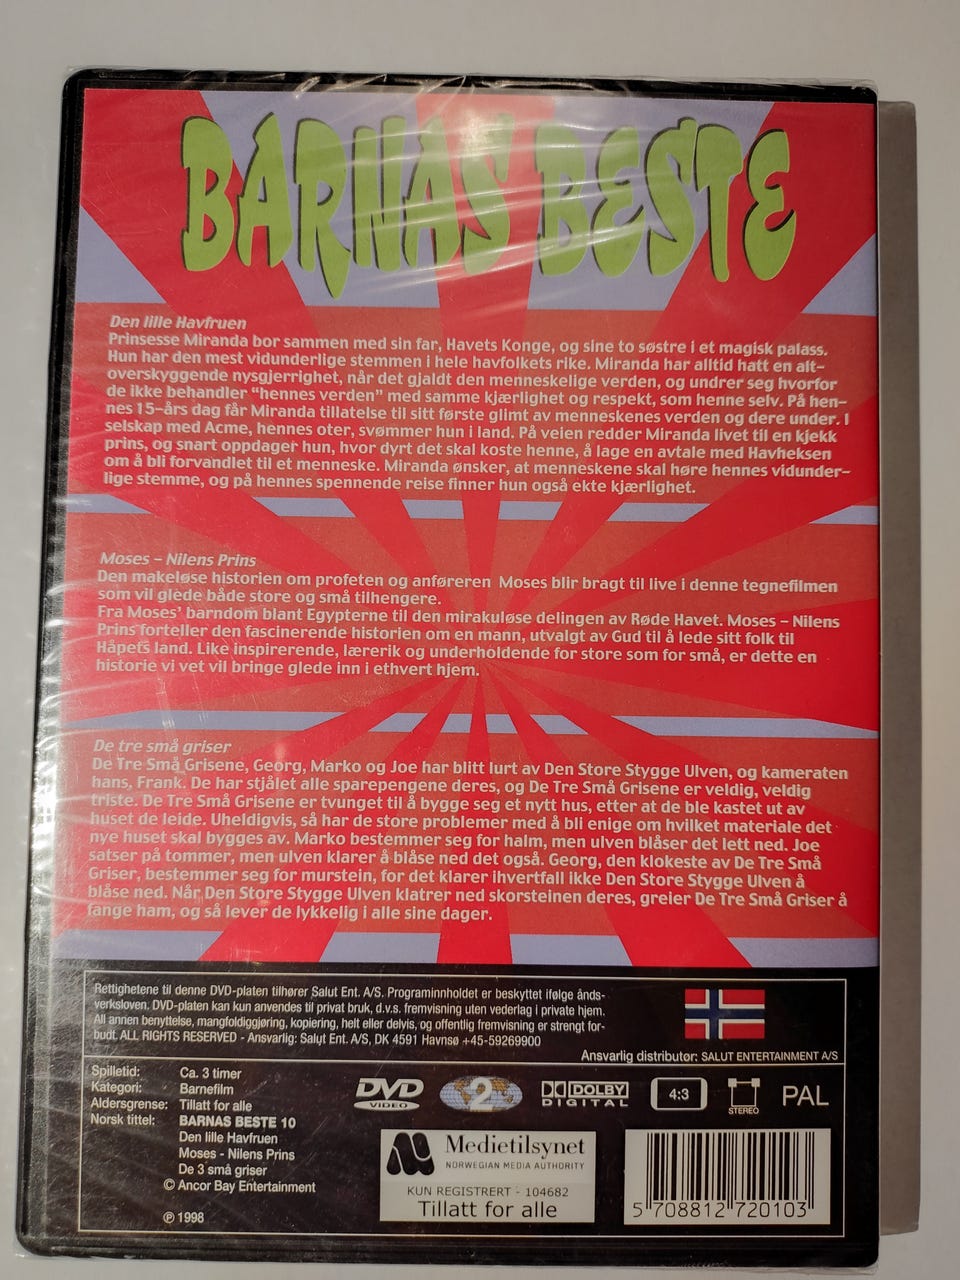 BARNAS BESTE
Den lille Havfruen
Prinsesse Miranda bor sammen med sin far, Havets Konge, og sine to søstre i et magisk palass.
Hun har den mest vidunderlige stemmen i hele havfolkets rike. Miranda har alltid hatt en alt-
overskyggende nysgjerrighet, når det gjaldt den menneskelige verden, og undrer seg hvorfor
de ikke behandler “hennes verden” med samme kjærlighet og respekt, som henne selv. På hen-
nes 15-års dag får Miranda tillatelse til sitt første glimt av menneskenes verden og dere under. I
selskap med Acme, hennes oter, svømmer hun i land. På veien redder Miranda livet til en kjekk
prins, og snart oppdager hun, hvor dyrt det skal koste henne, å lage en avtale med Havheksen
om å bli forvandlet til et menneske. Miranda ønsker, at menneskene skal høre hennes vidunder-
lige stemme, og på hennes spennende reise finner hun også ekte kjærlighet.
Moses - Nilens Prins
Den makeløse historien om profeten og anføreren Moses blir bragt til live i denne tegnefilmen
som vil glede både store og små tilhengere.
Fra Moses’ barndom blant Egypterne til den mirakuløse delingen av Røde Havet. Moses - Nilens
Prins forteller den fascinerende historien om en mann, utvalgt av Gud til å lede sitt folk til
Håpets land. Like inspirerende, lærerik og underholdende for store som for små, er dette en
historie vi vet vil bringe glede inn i ethvert hjem.
De tre små griser
De Tre Små Grisene, Georg, Marko og Joe har blitt lurt av Den Store Stygge Ulven, og kameraten
hans, Frank. De har stjålet alle sparepengene deres, og De Tre Små Grisene er veldig, veldig
triste. De Tre Små Grisene er tvunget til å bygge seg et nytt hus, etter at de ble kastet ut av
huset de leide. Uheldigvis, så har de store problemer med å bli enige om hvilket materiale det
nye huset skal bygges av. Marko bestemmer seg for halm, men ulven blåser det lett ned. Joe
satser på tommer, men ulven klarer å blåse ned det også. Georg, den klokeste av De Tre Små
Griser, bestemmer seg for murstein, for det klarer ihvertfall ikke Den Store Stygge Ulven å
blåse ned. Når Den Store Stygge Ulven klatrer ned skorsteinen deres, greier De Tre Små Griser å
fange ham, og så lever de lykkelig i alle sine dager.
Rettighetene til denne DVD-platen tilhører Salut Ent. A/S. Programinnholdet er beskyttet ifølge ånds-
verksloven. DVD-platen kan kun anvendes til privat bruk, d.v.s. fremvisning uten vederlag i private hjem.
All annen benyttelse, mangfoldiggjøring, kopiering, helt eller delvis, og offentlig fremvisning er strengt for-
budt. ALL RIGHTS RESERVED - Ansvarlig: Salut Ent. A/S, DK 4591 Havnsø +45-59269900
Ansvarlig distributør: SALUT ENTERTAINMENT A/S
Spilletid: Ca. 3 timer
Kategori: Barnefilm
Aldersgrense: Tillatt for alle
Norsk tittel: BARNAS BESTE 10
Den lille Havfruen
Moses - Nilens Prins
De 3 små griser
© Ancor Bay Entertainment
℗ 1998
DVD
VIDEO
2
DOLBY
DIGITAL
4:3
STEREO
PAL
Medietilsynet
NORWEGIAN MEDIA AUTHORITY
KUN REGISTRERT - 104682
Tillatt for alle
5 708812 720103